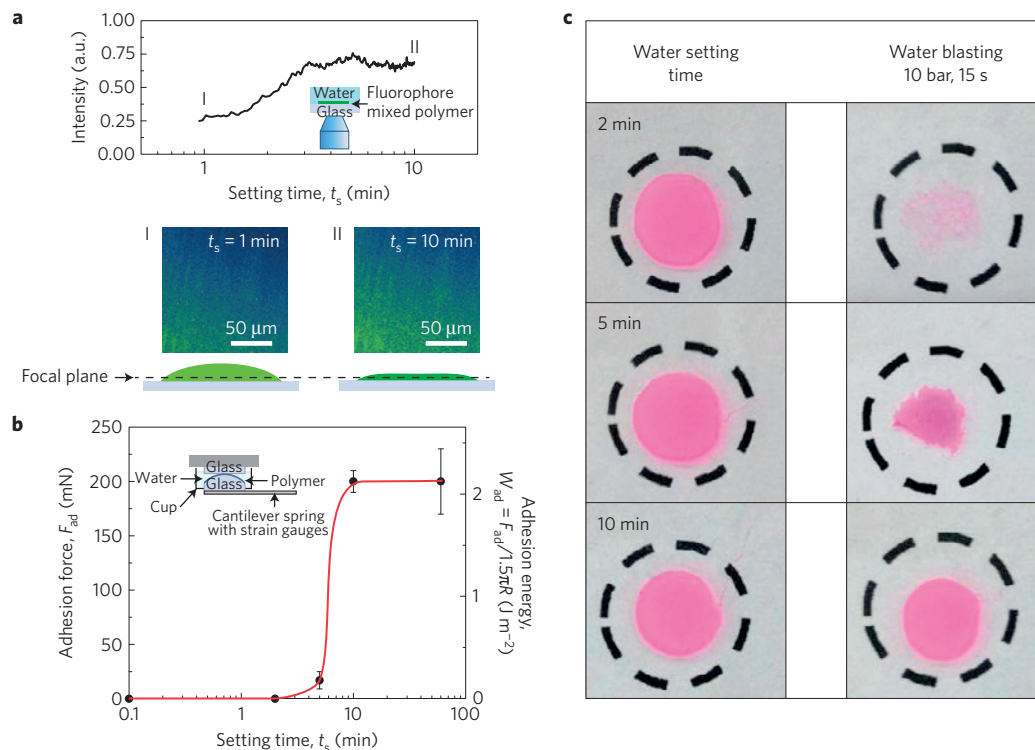 a
1.00
0.75
0.50
0.25
0.00
Intensity (a.u.)
I
II
Water
Glass
Fluorophore
mixed polymer
1
10
Setting time, tₛ (min)
I
tₛ = 1 min
50 μm
II
tₛ = 10 min
50 μm
Focal plane
b
250
200
150
100
50
0
Adhesion force, F_ad (mN)
Glass
Water
Glass
Polymer
Cup
Cantilever spring
with strain gauges
2
1
0
Adhesion energy,
W_ad = F_ad/1.5πR (J m⁻²)
0.1
1
10
100
Setting time, tₛ (min)
c
Water setting
time
Water blasting
10 bar, 15 s
2 min
5 min
10 min